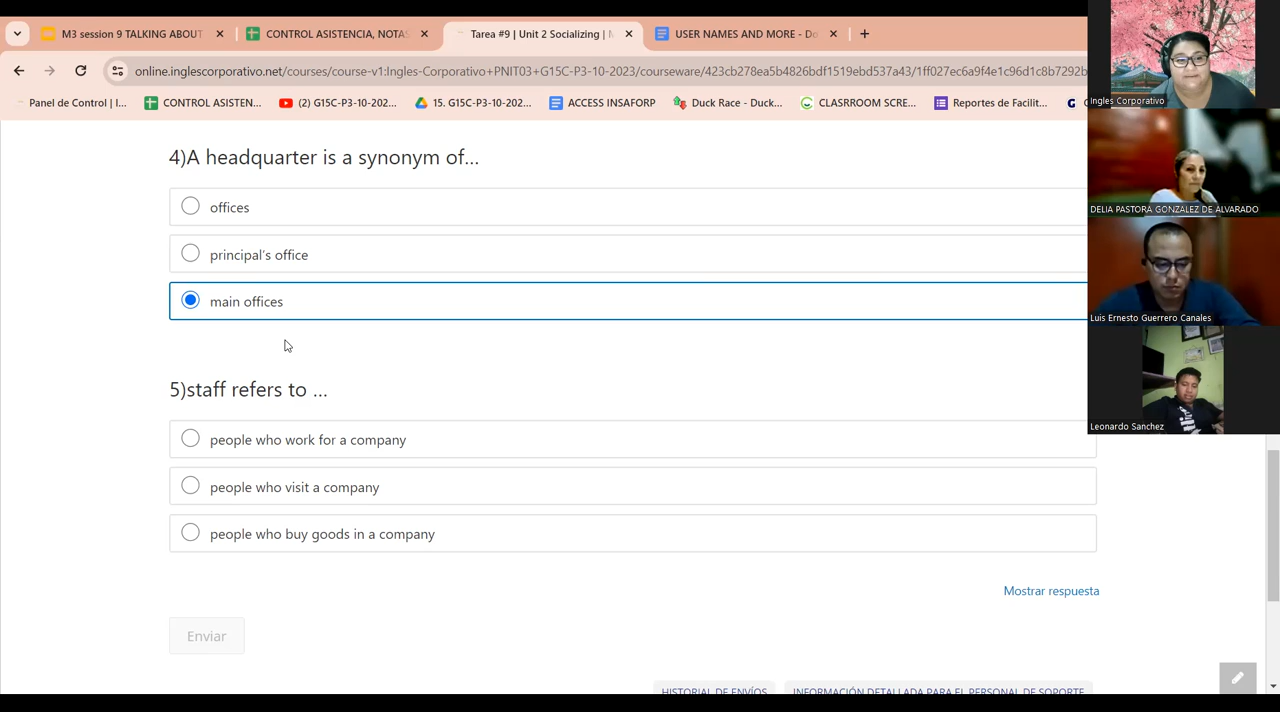 M3 session 9 TALKING ABOUT
CONTROL ASISTENCIA, NOTAS
Tarea #9 | Unit 2 Socializing |
USER NAMES AND MORE - Do
online.inglescorporativo.net/courses/course-v1:Ingles-Corporativo+PNIT03+G15C-P3-10-2023/courseware/423cb278ea5b4826bdf1519ebd537a43/1ff027ec6a9f4e1c96d1c8b7292b
Panel de Control | I...
CONTROL ASISTEN...
(2) G15C-P3-10-202...
15. G15C-P3-10-202...
ACCESS INSAFORP
Duck Race - Duck...
CLASRROOM SCRE...
Reportes de Facilit...
Ingles Corporativo
4)A headquarter is a synonym of...
offices
DELIA PASTORA GONZALEZ DE ALVARADO
principal's office
main offices
Luis Ernesto Guerrero Canales
5)staff refers to ...
Leonardo Sanchez
people who work for a company
people who visit a company
people who buy goods in a company
Mostrar respuesta
Enviar
HISTORIAL DE ENVÍOS
INFORMACIÓN DETALLADA PARA EL PERSONAL DE SOPORTE